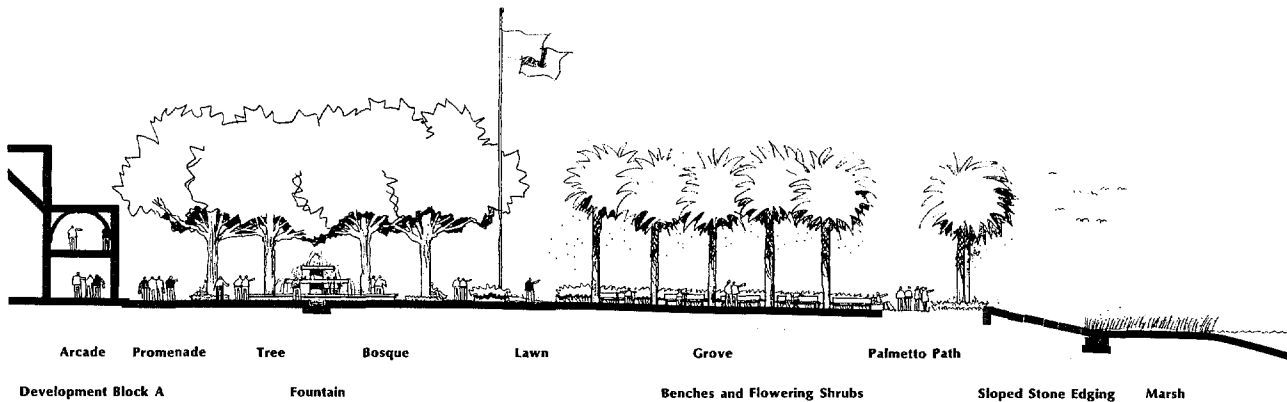 Arcade Promenade Tree Bosque Lawn Grove Palmetto Path
Development Block A Fountain Benches and Flowering Shrubs Sloped Stone Edging Marsh